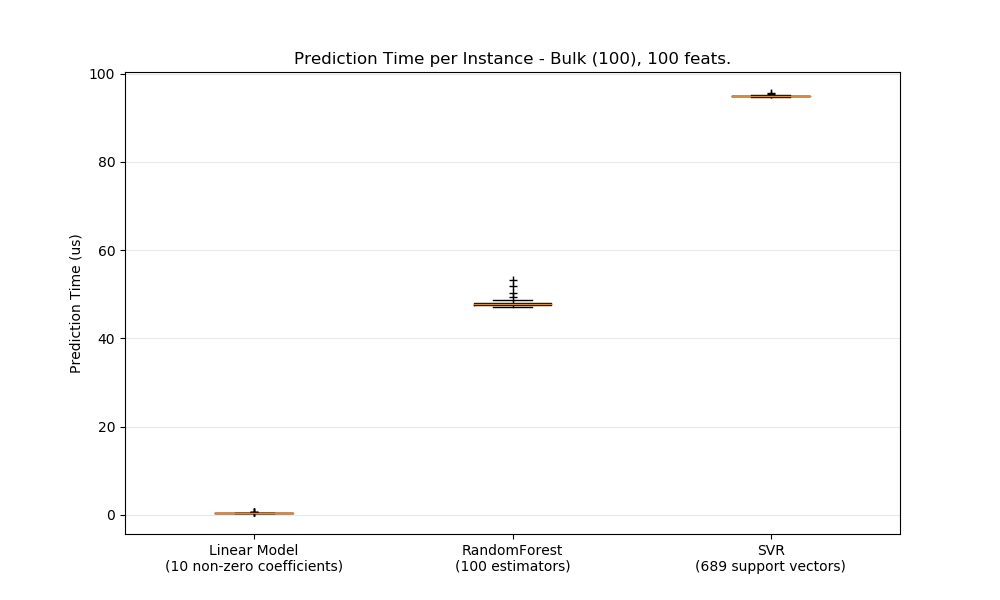 Prediction Time per Instance - Bulk (100), 100 feats.
100
80
60
40
20
0
Prediction Time (us)
Linear Model
(10 non-zero coefficients)
RandomForest
(100 estimators)
SVR
(689 support vectors)